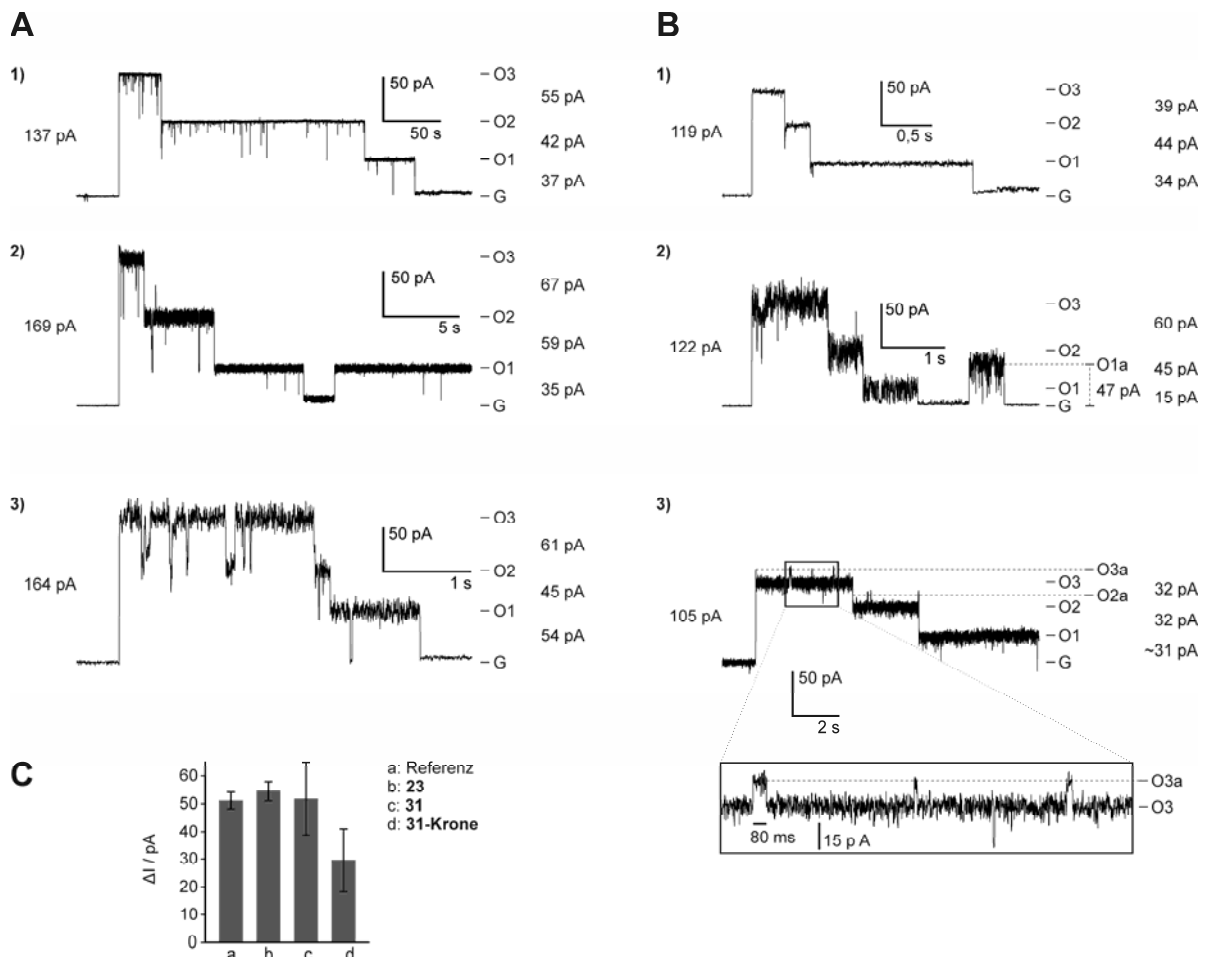 A
1)
137 pA
50 pA
50 s
O3
O2
O1
G
55 pA
42 pA
37 pA
2)
169 pA
50 pA
5 s
O3
O2
O1
G
67 pA
59 pA
35 pA
3)
164 pA
50 pA
1 s
O3
O2
O1
G
61 pA
45 pA
54 pA
B
1)
119 pA
50 pA
0,5 s
O3
O2
O1
G
39 pA
44 pA
34 pA
2)
122 pA
50 pA
1 s
O3
O2
O1
G
O1a
47 pA
60 pA
45 pA
15 pA
3)
105 pA
50 pA
2 s
O3a
O3
O2a
O2
O1
G
32 pA
32 pA
~31 pA
O3a
O3
80 ms
15 p A
C
ΔI / pA
60
50
40
30
20
10
0
a b c d
a: Referenz
b: 23
c: 31
d: 31-Krone